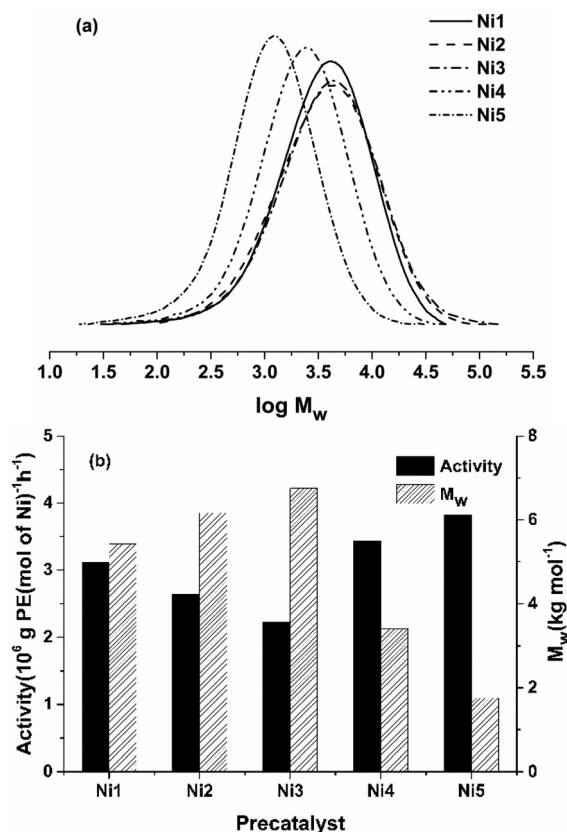 (a)
Ni1
Ni2
Ni3
Ni4
Ni5
1.0 1.5 2.0 2.5 3.0 3.5 4.0 4.5 5.0 5.5
log Mw
(b)
Activity
Mw
5
4
3
2
1
0
Activity(10⁶ g PE(mol of Ni)⁻¹h⁻¹)
8
6
4
2
0
Mw(kg mol⁻¹)
Ni1 Ni2 Ni3 Ni4 Ni5
Precatalyst